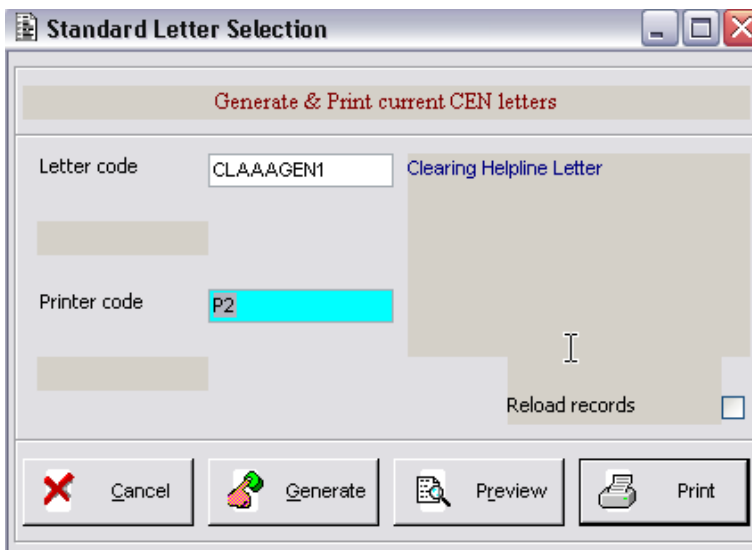 Standard Letter Selection
Generate & Print current CEN letters
Letter code CLAAAGEN1 Clearing Helpline Letter
Printer code P2
Reload records
Cancel Generate Preview Print